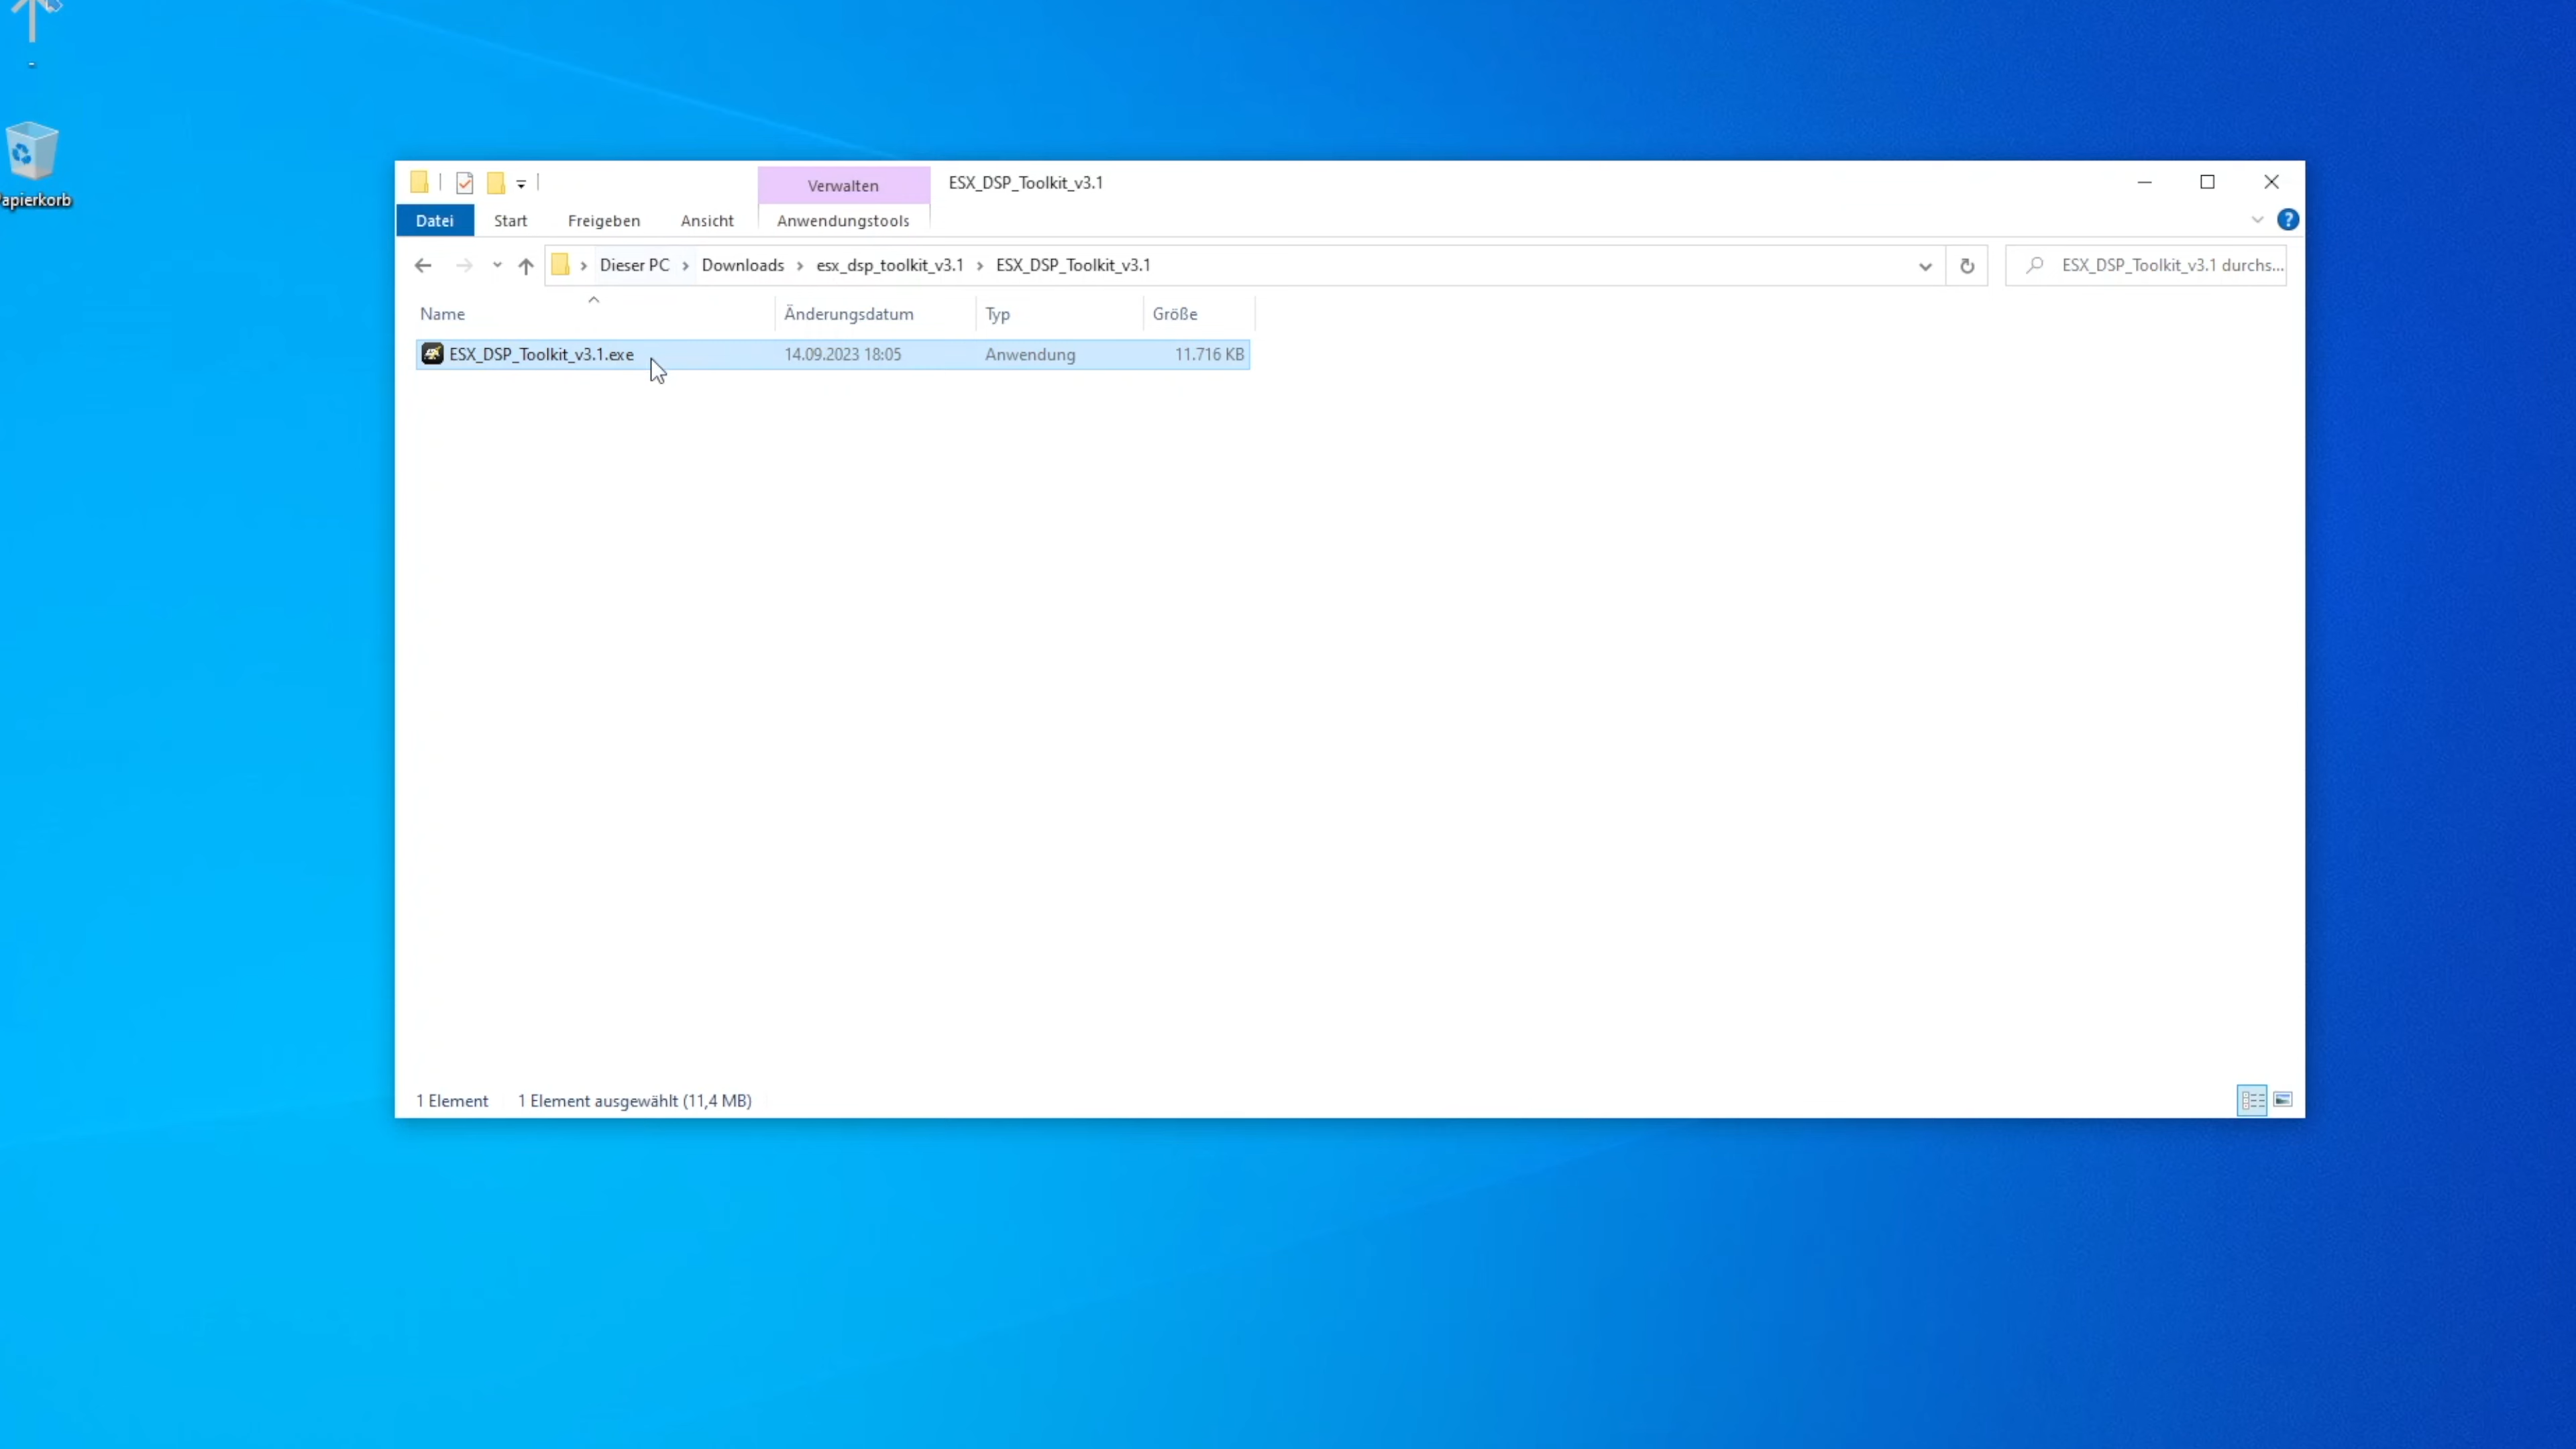 -
apierkorb
Verwalten
ESX_DSP_Toolkit_v3.1
Datei Start Freigeben Ansicht Anwendungstools
Dieser PC Downloads esx_dsp_toolkit_v3.1 ESX_DSP_Toolkit_v3.1
ESX_DSP_Toolkit_v3.1 durchs...
Name Änderungsdatum Typ Größe
ESX_DSP_Toolkit_v3.1.exe 14.09.2023 18:05 Anwendung 11.716 KB
1 Element 1 Element ausgewählt (11,4 MB)